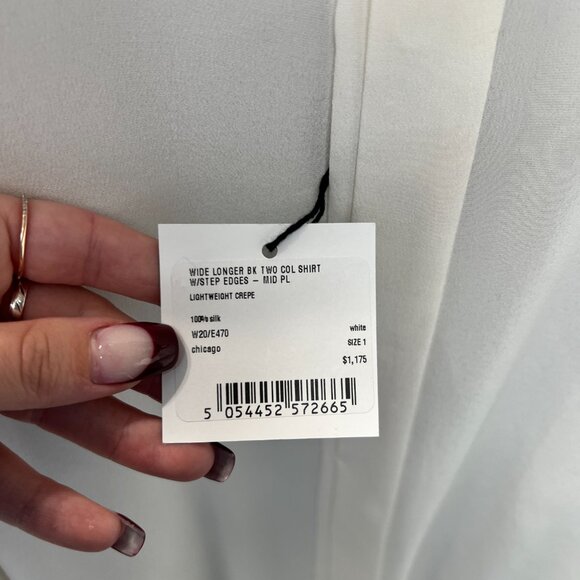 WIDE LONGER BK TWO COL SHIRT
W/STEP EDGES – MID PL
LIGHTWEIGHT CREPE
100% silk
W20/E470 white
chicago SIZE 1
$1,175
5 054452 572665